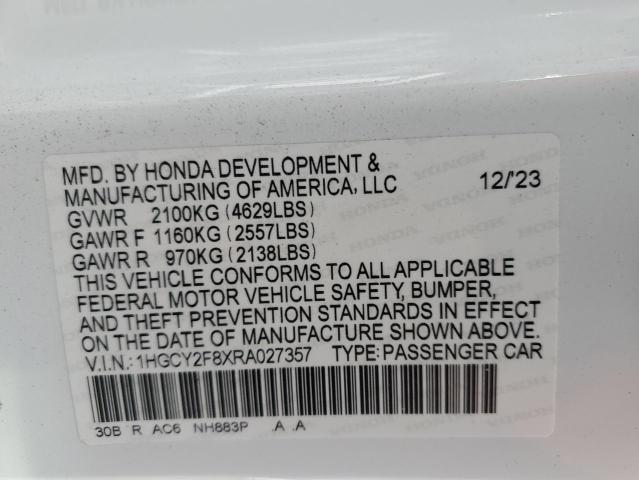 MFD. BY HONDA DEVELOPMENT &
MANUFACTURING OF AMERICA, LLC 12/'23
GVWR 2100KG (4629LBS)
GAWR F 1160KG (2557LBS)
GAWR R 970KG (2138LBS)
THIS VEHICLE CONFORMS TO ALL APPLICABLE
FEDERAL MOTOR VEHICLE SAFETY, BUMPER,
AND THEFT PREVENTION STANDARDS IN EFFECT
ON THE DATE OF MANUFACTURE SHOWN ABOVE.
V.I.N.: 1HGCY2F8XRA027357 TYPE: PASSENGER CAR
30B R AC6 NH883P .A .A